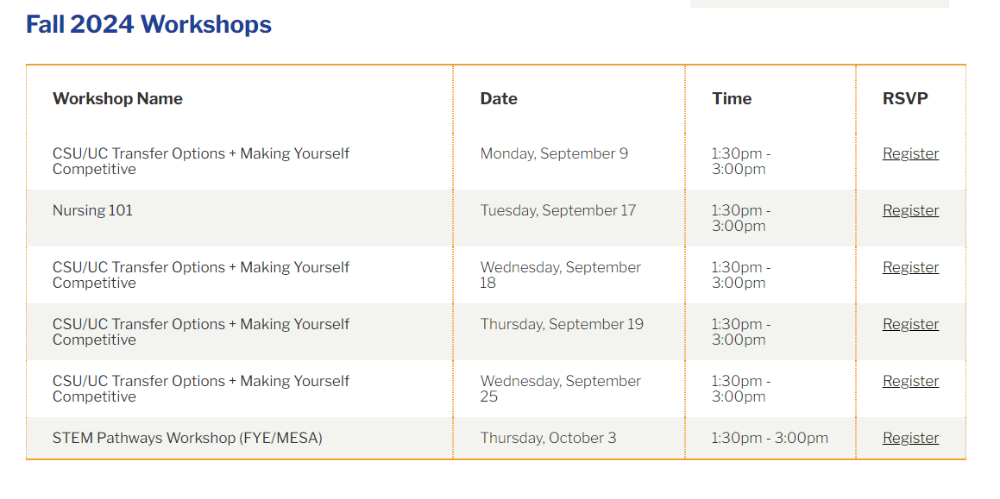 Fall 2024 Workshops
Workshop Name Date Time RSVP
CSU/UC Transfer Options + Making Yourself Monday, September 9 1:30pm - Register
Competitive 3:00pm
Nursing 101 Tuesday, September 17 1:30pm - Register
3:00pm
CSU/UC Transfer Options + Making Yourself Wednesday, September 1:30pm - Register
Competitive 18 3:00pm
CSU/UC Transfer Options + Making Yourself Thursday, September 19 1:30pm - Register
Competitive 3:00pm
CSU/UC Transfer Options + Making Yourself Wednesday, September 1:30pm - Register
Competitive 25 3:00pm
STEM Pathways Workshop (FYE/MESA) Thursday, October 3 1:30pm - 3:00pm Register